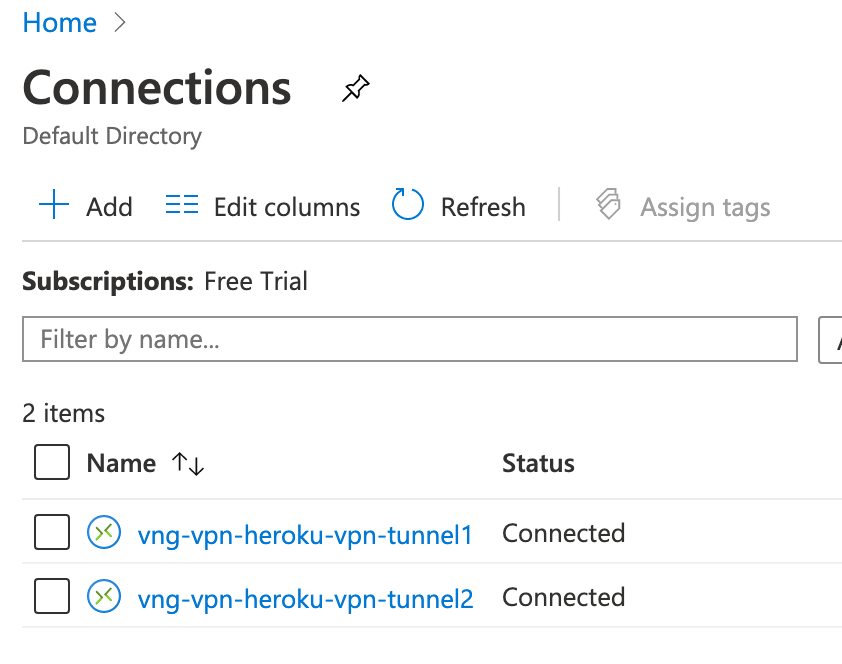 Home
Connections
Default Directory
Add Edit columns Refresh Assign tags
Subscriptions: Free Trial
Filter by name...
2 items
Name Status
vng-vpn-heroku-vpn-tunnel1 Connected
vng-vpn-heroku-vpn-tunnel2 Connected